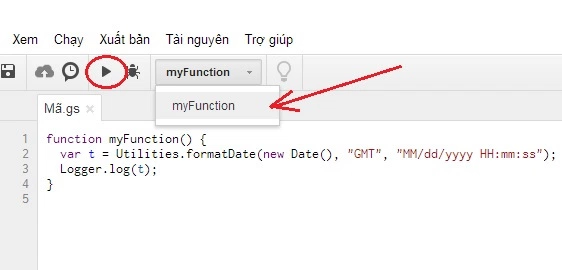 Xem Chạy Xuất bản Tài nguyên Trợ giúp
myFunction
myFunction
Mã.gs ×
1 function myFunction() {
2 var t = Utilities.formatDate(new Date(), "GMT", "MM/dd/yyyy HH:mm:ss");
3 Logger.log(t);
4 }
5